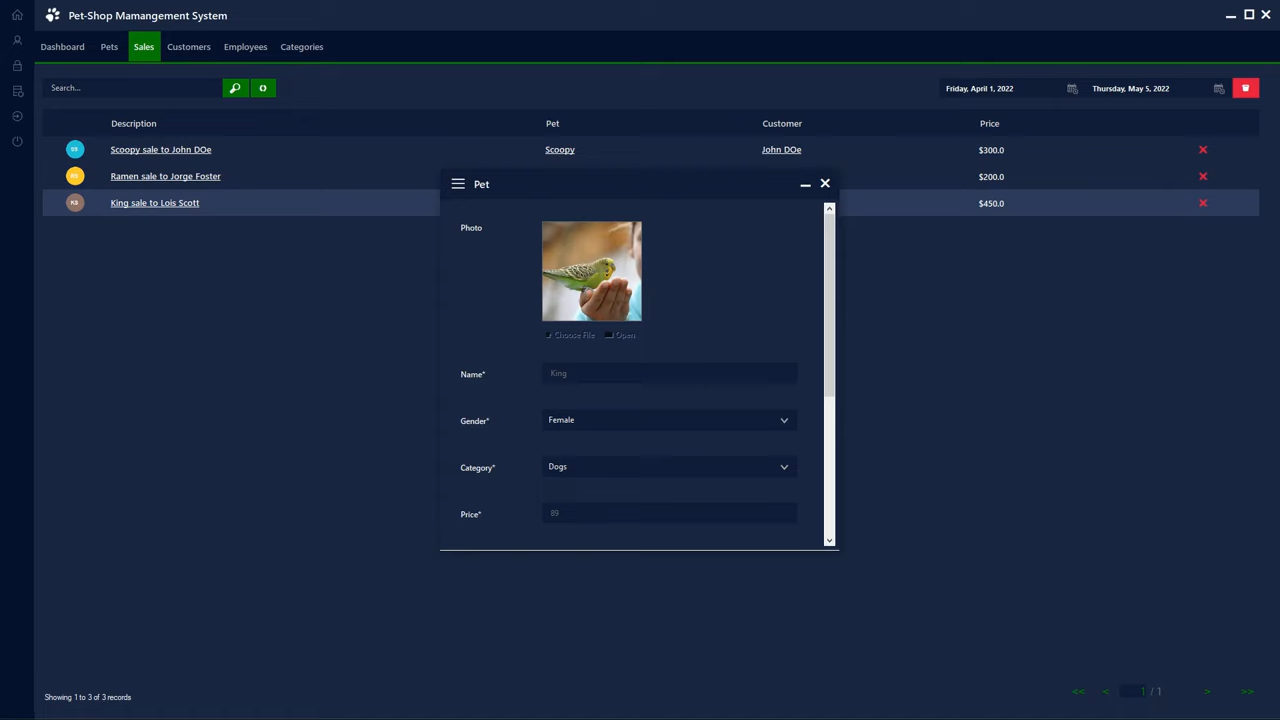 Pet-Shop Mamangement System
Dashboard Pets Sales Customers Employees Categories
Search... Friday, April 1, 2022 Thursday, May 5, 2022
Description Pet Customer Price
Scoopy sale to John DOe Scoopy John DOe $300.0
Ramen sale to Jorge Foster $200.0
KS King sale to Lois Scott $450.0
Pet
Photo
Choose File Open
Name* King
Gender* Female
Category* Dogs
Price* 89
Showing 1 to 3 of 3 records << < 1 / 1 > >>